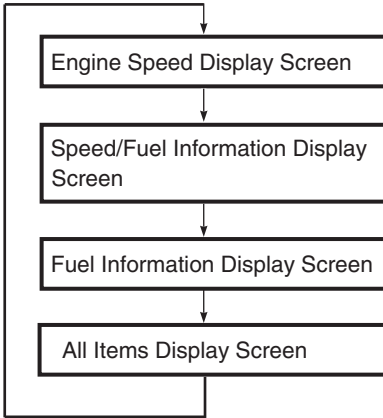 Engine Speed Display Screen
Speed/Fuel Information Display
Screen
Fuel Information Display Screen
All Items Display Screen